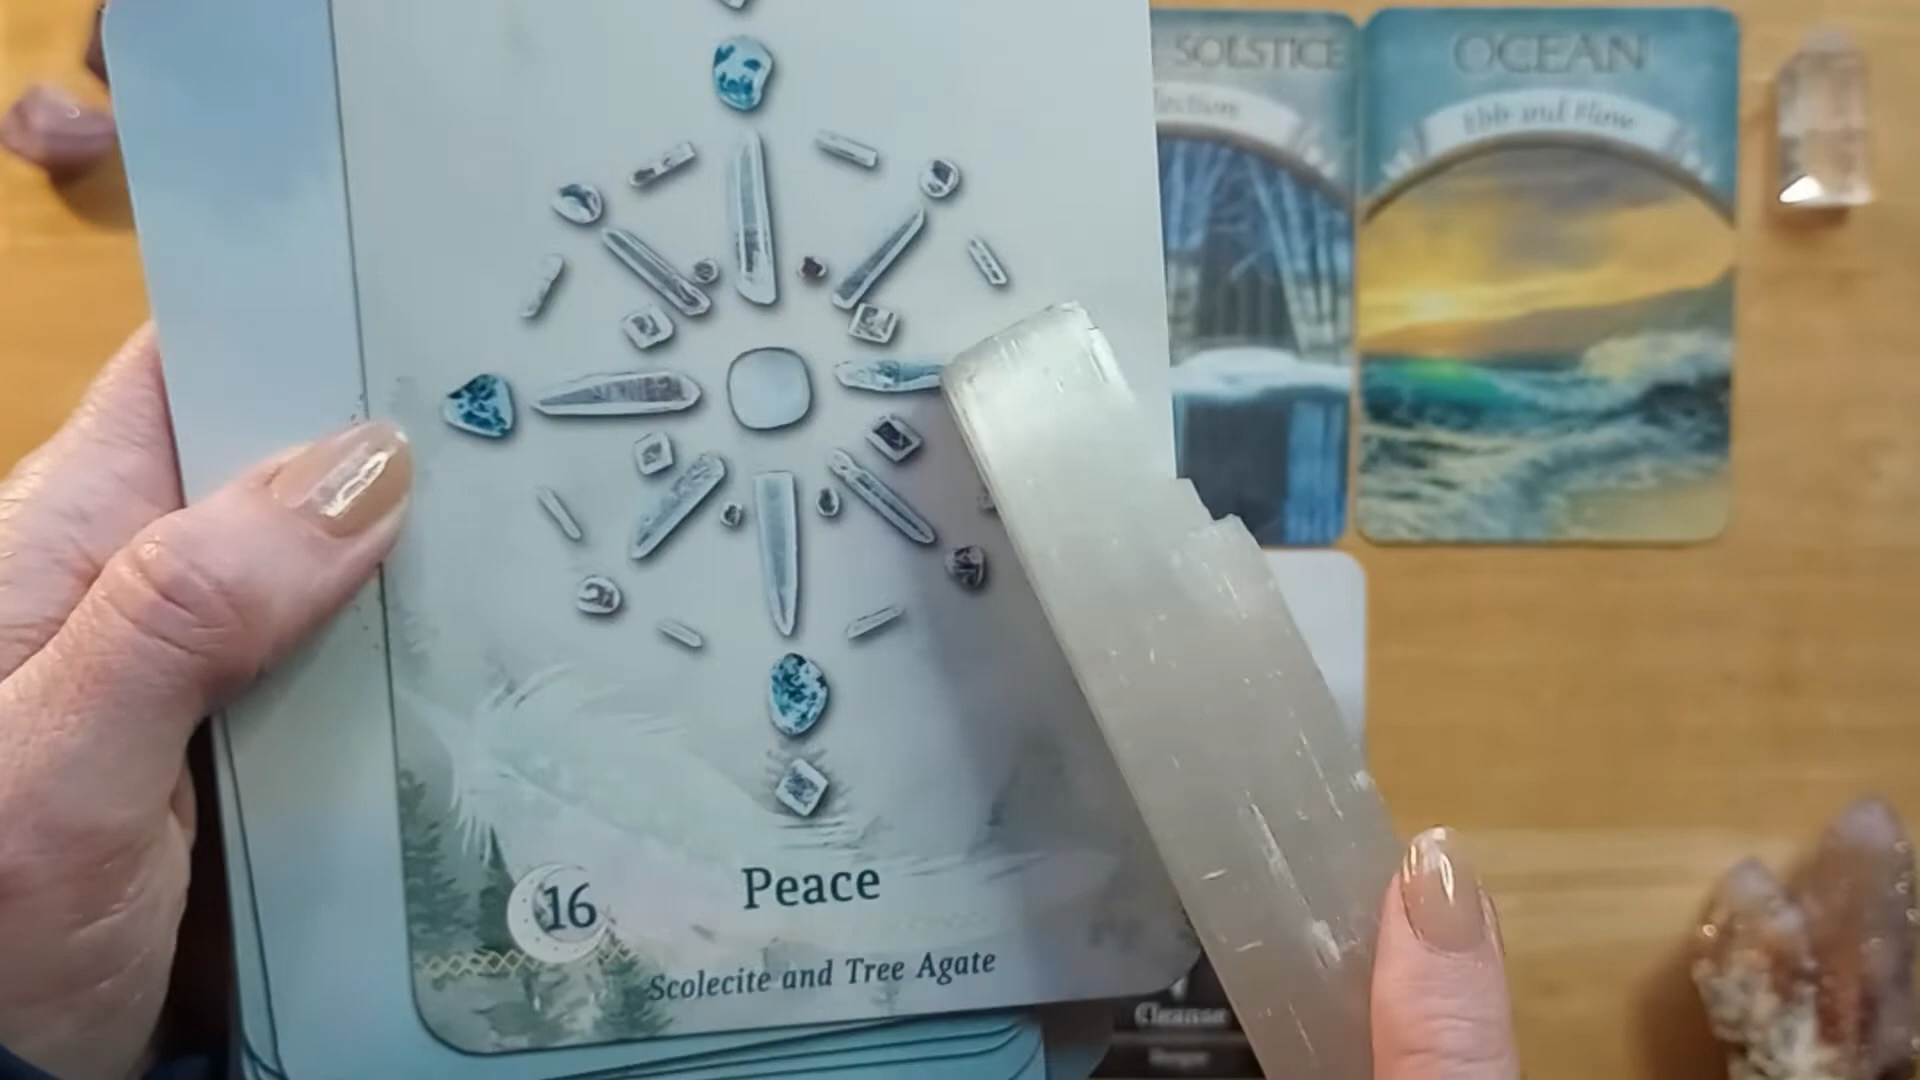 SOLSTICE
OCEAN
Ebb and Flow
16
Peace
Scolecite and Tree Agate
Cleanse